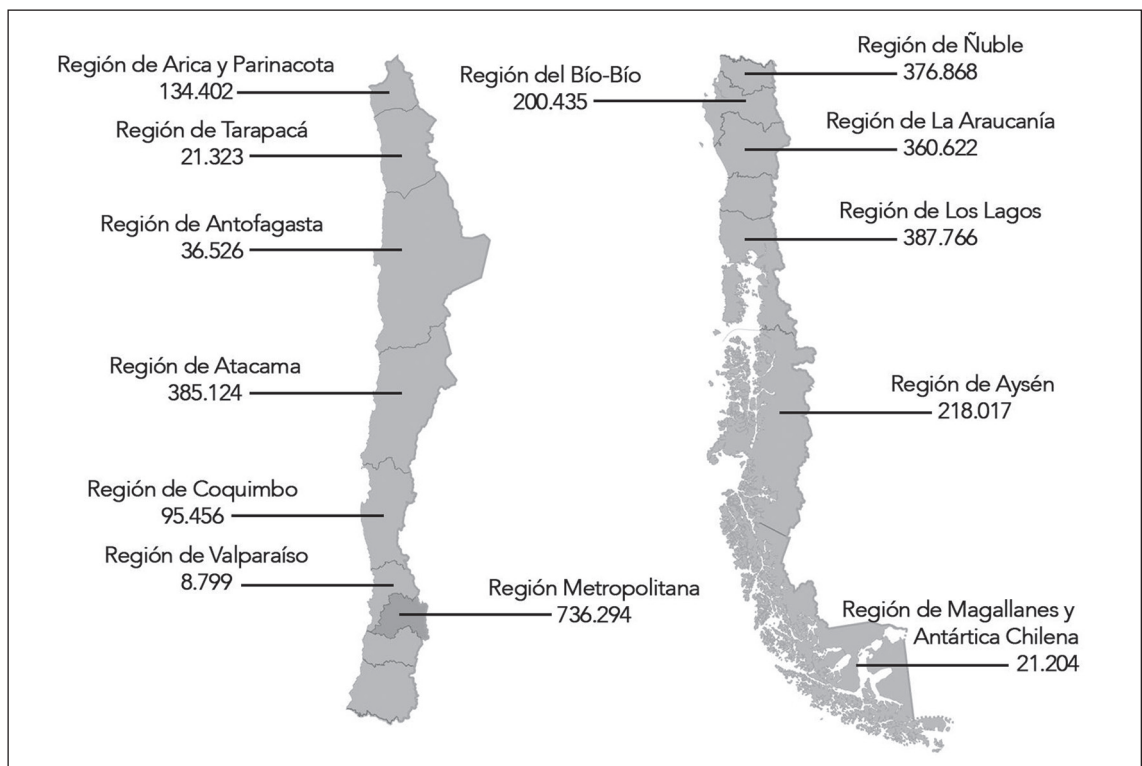 Región de Arica y Parinacota
134.402
Región de Tarapacá
21.323
Región de Antofagasta
36.526
Región de Atacama
385.124
Región de Coquimbo
95.456
Región de Valparaíso
8.799
Región Metropolitana
736.294
Región de Ñuble
376.868
Región del Bío-Bío
200.435
Región de La Araucanía
360.622
Región de Los Lagos
387.766
Región de Aysén
218.017
Región de Magallanes y
Antártica Chilena
21.204